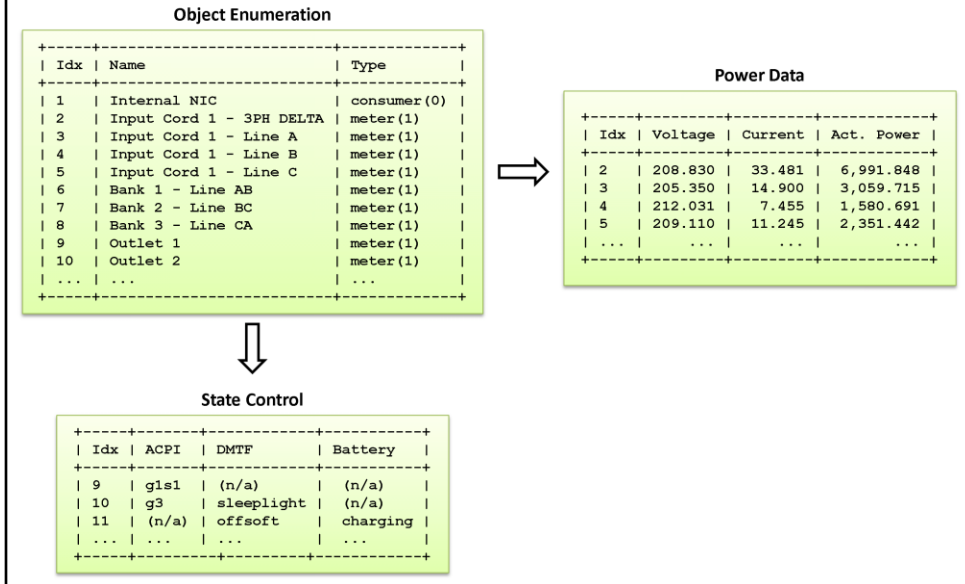 Object Enumeration
+-----+------------------------+-------------+
| Idx | Name | Type |
+-----+------------------------+-------------+
| 1 | Internal NIC | consumer(0) |
| 2 | Input Cord 1 - 3PH DELTA | meter(1) |
| 3 | Input Cord 1 - Line A | meter(1) |
| 4 | Input Cord 1 - Line B | meter(1) |
| 5 | Input Cord 1 - Line C | meter(1) |
| 6 | Bank 1 - Line AB | meter(1) |
| 7 | Bank 2 - Line BC | meter(1) |
| 8 | Bank 3 - Line CA | meter(1) |
| 9 | Outlet 1 | meter(1) |
| 10 | Outlet 2 | meter(1) |
| ... | ... | ... |
+-----+------------------------+-------------+
Power Data
+-----+---------+---------+------------+
| Idx | Voltage | Current | Act. Power |
+-----+---------+---------+------------+
| 2 | 208.830 | 33.481 | 6,991.848 |
| 3 | 205.350 | 14.900 | 3,059.715 |
| 4 | 212.031 | 7.455 | 1,580.691 |
| 5 | 209.110 | 11.245 | 2,351.442 |
| ... | ... | ... | ... |
+-----+---------+---------+------------+
State Control
+-----+-------+------------+-----------+
| Idx | ACPI | DMTF | Battery |
+-----+-------+------------+-----------+
| 9 | g1s1 | (n/a) | (n/a) |
| 10 | g3 | sleeplight | (n/a) |
| 11 | (n/a) | offsoft | charging |
| ... | ... | ... | ... |
+-----+-------+-----------+------------+